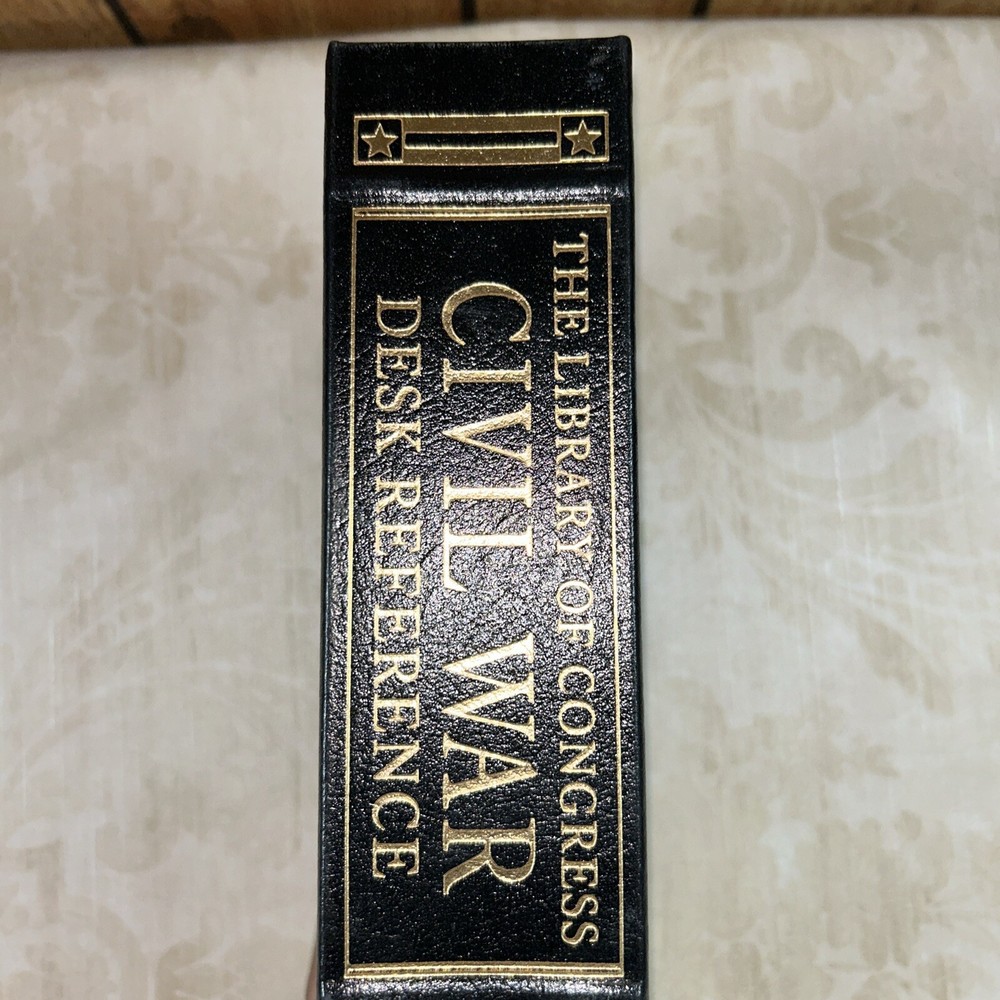 THE LIBRARY OF CONGRESS
CIVIL WAR
DESK REFERENCE